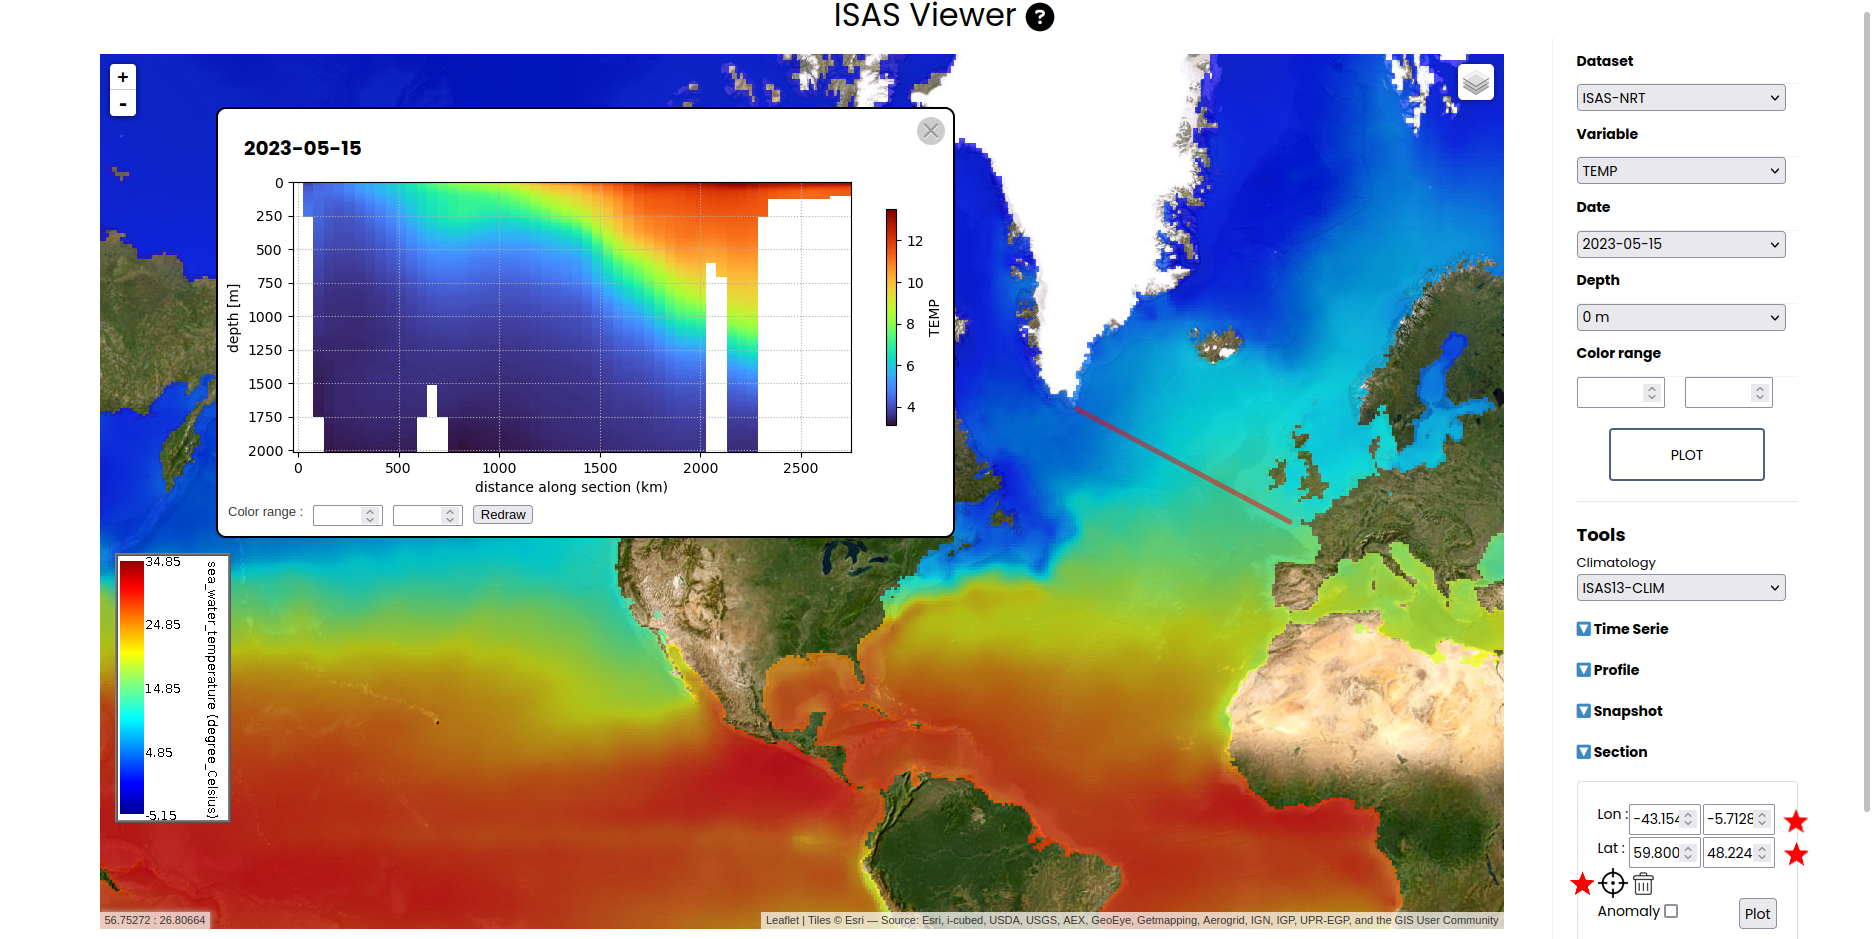 ISAS Viewer ?
+
-
2023-05-15
0
250
500
750
1000
1250
1500
1750
2000
depth [m]
0 500 1000 1500 2000 2500
distance along section (km)
12
10
8
6
4
TEMP
Color range :
Redraw
34.85
24.85
14.85
4.85
-5.15
sea_water_temperature (degree_Celsius)
56.75272 : 26.80664
Leaflet | Tiles © Esri — Source: Esri, i-cubed, USDA, USGS, AEX, GeoEye, Getmapping, Aerogrid, IGN, IGP, UPR-EGP, and the GIS User Community
Dataset
ISAS-NRT
Variable
TEMP
Date
2023-05-15
Depth
0 m
Color range
PLOT
Tools
Climatology
ISAS13-CLIM
Time Serie
Profile
Snapshot
Section
Lon : -43.154 -5.7128
Lat : 59.800 48.224
Anomaly
Plot